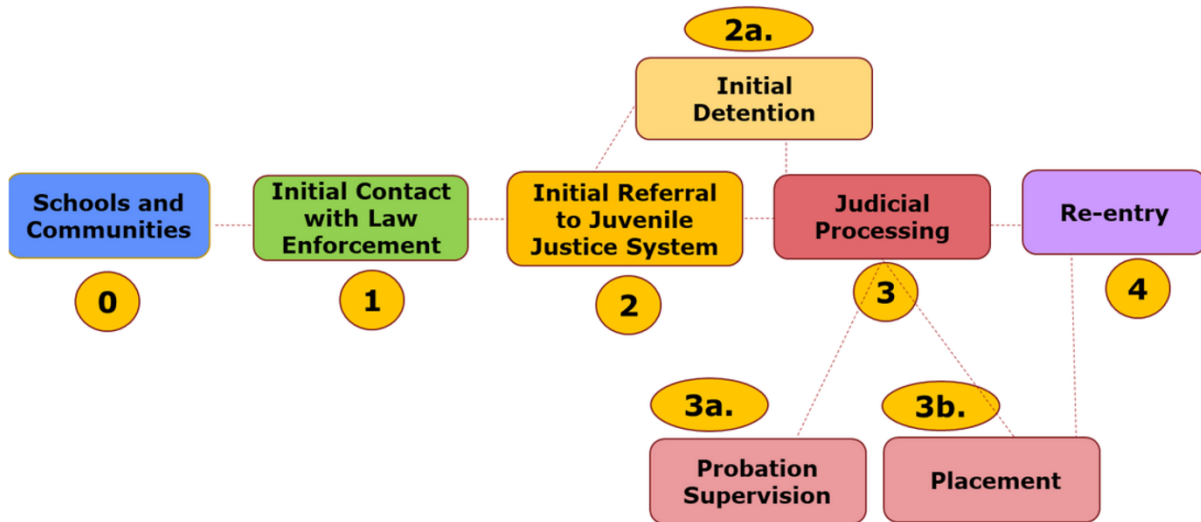 2a.
Initial
Detention
Schools and
Communities
Initial Contact
with Law
Enforcement
Initial Referral
to Juvenile
Justice System
Judicial
Processing
Re-entry
0
1
2
3
4
3a.
3b.
Probation
Supervision
Placement